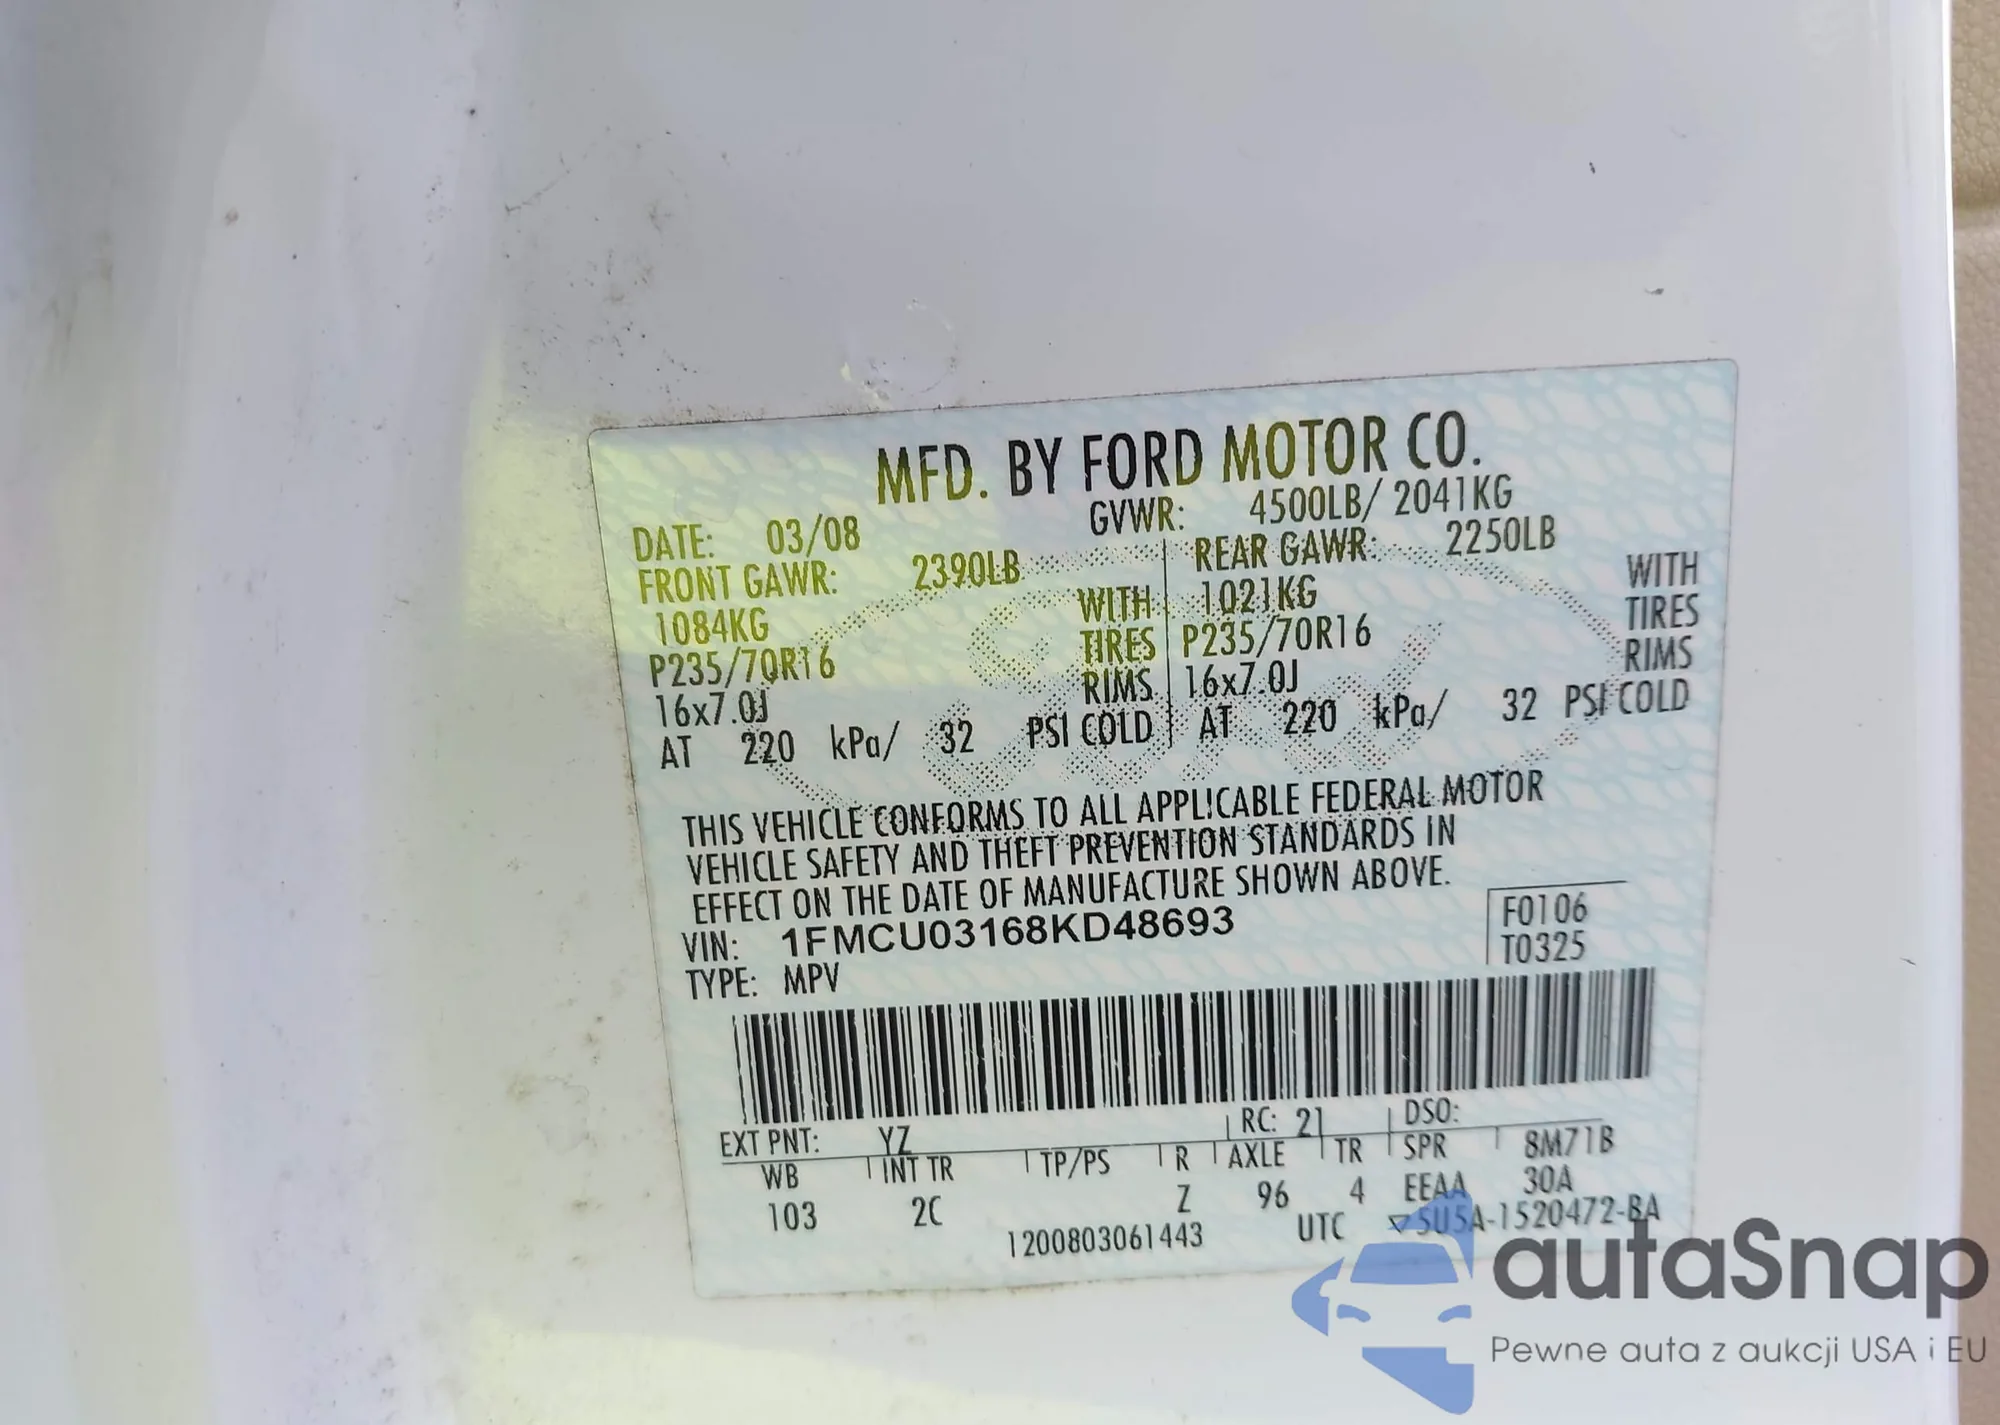 MFD. BY FORD MOTOR CO.
DATE: 03/08 GVWR: 4500LB/ 2041KG
FRONT GAWR: 2390LB REAR GAWR: 2250LB
1084KG WITH 1021KG WITH
P235/70R16 TIRES P235/70R16 TIRES
16x7.0J RIMS 16x7.0J RIMS
AT 220 kPa/ 32 PSI COLD AT 220 kPa/ 32 PSI COLD
THIS VEHICLE CONFORMS TO ALL APPLICABLE FEDERAL MOTOR
VEHICLE SAFETY AND THEFT PREVENTION STANDARDS IN
EFFECT ON THE DATE OF MANUFACTURE SHOWN ABOVE.
VIN: 1FMCU03168KD48693 F0106
TYPE: MPV T0325
EXT PNT: YZ RC: 21 DSO:
WB INT TR TP/PS R AXLE TR SPR 8M71B
103 2C Z 96 4 EEAA 30A
1200803061443 UTC ▽5U5A-1520472-BA
autaSnap
Pewne auta z aukcji USA i EU